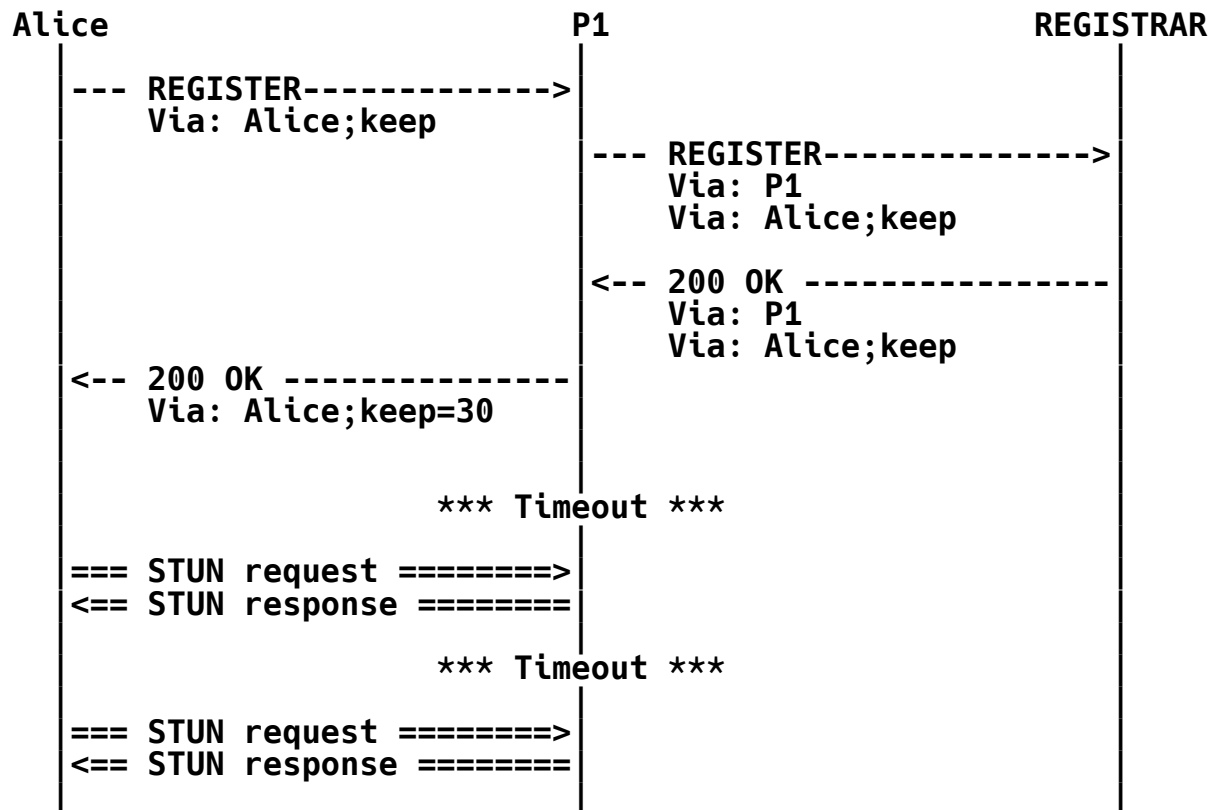 Alice P1 REGISTRAR
--- REGISTER------------->
Via: Alice;keep
--- REGISTER-------------->
Via: P1
Via: Alice;keep
<-- 200 OK ----------------
Via: P1
Via: Alice;keep
<-- 200 OK ---------------
Via: Alice;keep=30
*** Timeout ***
=== STUN request ========>
<== STUN response ========
*** Timeout ***
=== STUN request ========>
<== STUN response ========